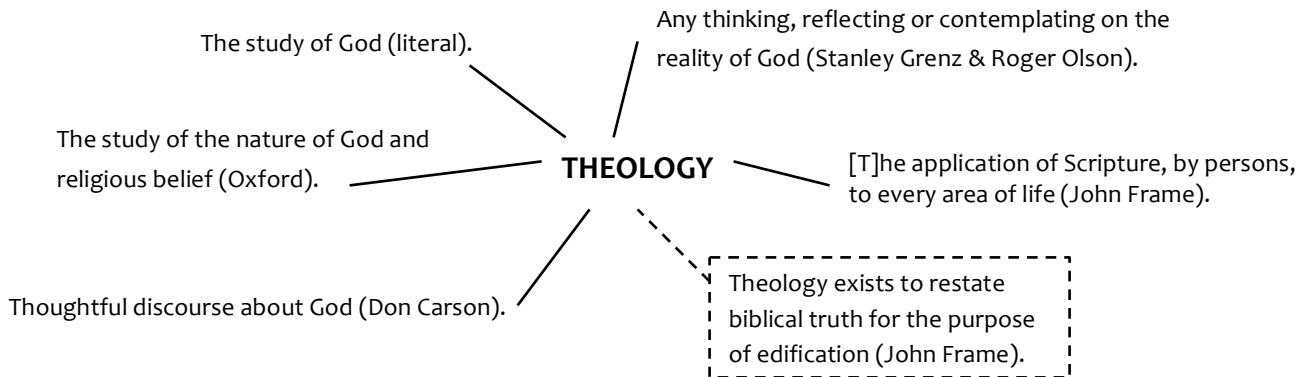 The study of God (literal).
Any thinking, reflecting or contemplating on the
reality of God (Stanley Grenz & Roger Olson).
The study of the nature of God and
religious belief (Oxford).
THEOLOGY
[T]he application of Scripture, by persons,
to every area of life (John Frame).
Thoughtful discourse about God (Don Carson).
Theology exists to restate
biblical truth for the purpose
of edification (John Frame).